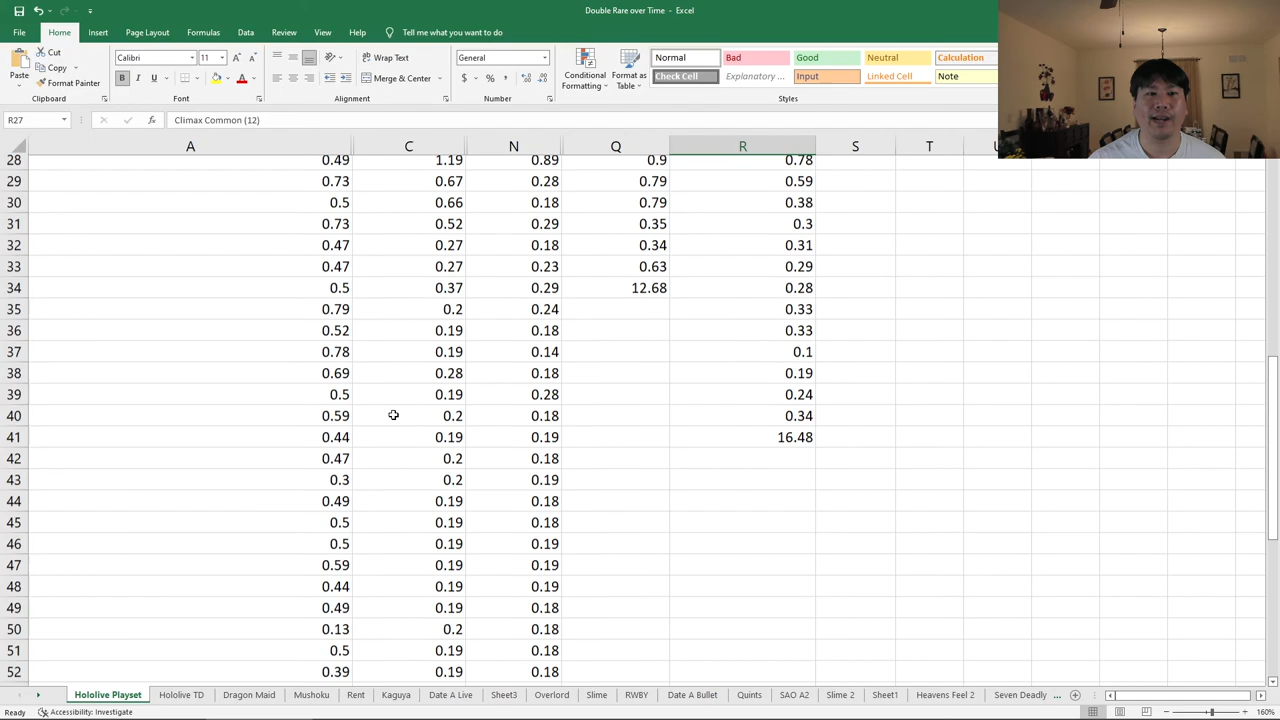 Double Rare over Time - Excel
File Home Insert Page Layout Formulas Data Review View Help Tell me what you want to do
Paste Cut Copy Format Painter Clipboard
Calibri 11 B I U A A A Font
ab Wrap Text Merge & Center Alignment
General $ % , Number
Conditional Formatting Format as Table
Normal Bad Good Neutral Calculation
Check Cell Explanatory ... Input Linked Cell Note
Styles
R27 fx Climax Common (12)
A C N Q R S T U
28 0.49 1.19 0.89 0.9 0.78
29 0.73 0.67 0.28 0.79 0.59
30 0.5 0.66 0.18 0.79 0.38
31 0.73 0.52 0.29 0.35 0.3
32 0.47 0.27 0.18 0.34 0.31
33 0.47 0.27 0.23 0.63 0.29
34 0.5 0.37 0.29 12.68 0.28
35 0.79 0.2 0.24 0.33
36 0.52 0.19 0.18 0.33
37 0.78 0.19 0.14 0.1
38 0.69 0.28 0.18 0.19
39 0.5 0.19 0.28 0.24
40 0.59 0.2 0.18 0.34
41 0.44 0.19 0.19 16.48
42 0.47 0.2 0.18
43 0.3 0.2 0.19
44 0.49 0.19 0.18
45 0.5 0.19 0.18
46 0.5 0.19 0.19
47 0.59 0.19 0.19
48 0.44 0.19 0.19
49 0.49 0.19 0.18
50 0.13 0.2 0.18
51 0.5 0.19 0.18
52 0.39 0.19 0.18
Hololive Playset Hololive TD Dragon Maid Mushoku Rent Kaguya Date A Live Sheet3 Overlord Slime RWBY Date A Bullet Quints SAO A2 Slime 2 Sheet1 Heavens Feel 2 Seven Deadly ...
Ready Accessibility: Investigate 160%